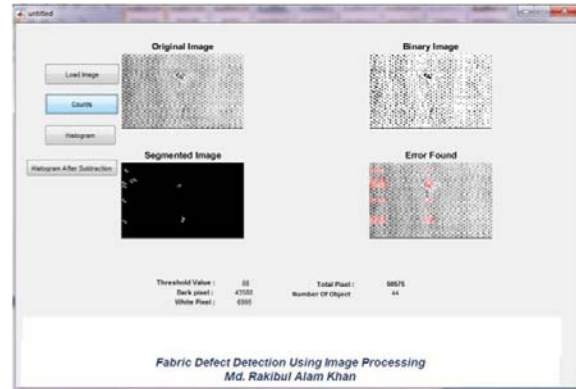 untitled
Original Image
Binary Image
Load Image
Counts
Histogram
Segmented Image
Error Found
Histogram After Subtraction
Threshold Value :
Total Pixel :
50575
Dark pixel :
Number Of Object
44
White Pixel :
Fabric Defect Detection Using Image Processing
Md. Rakibul Alam Khan